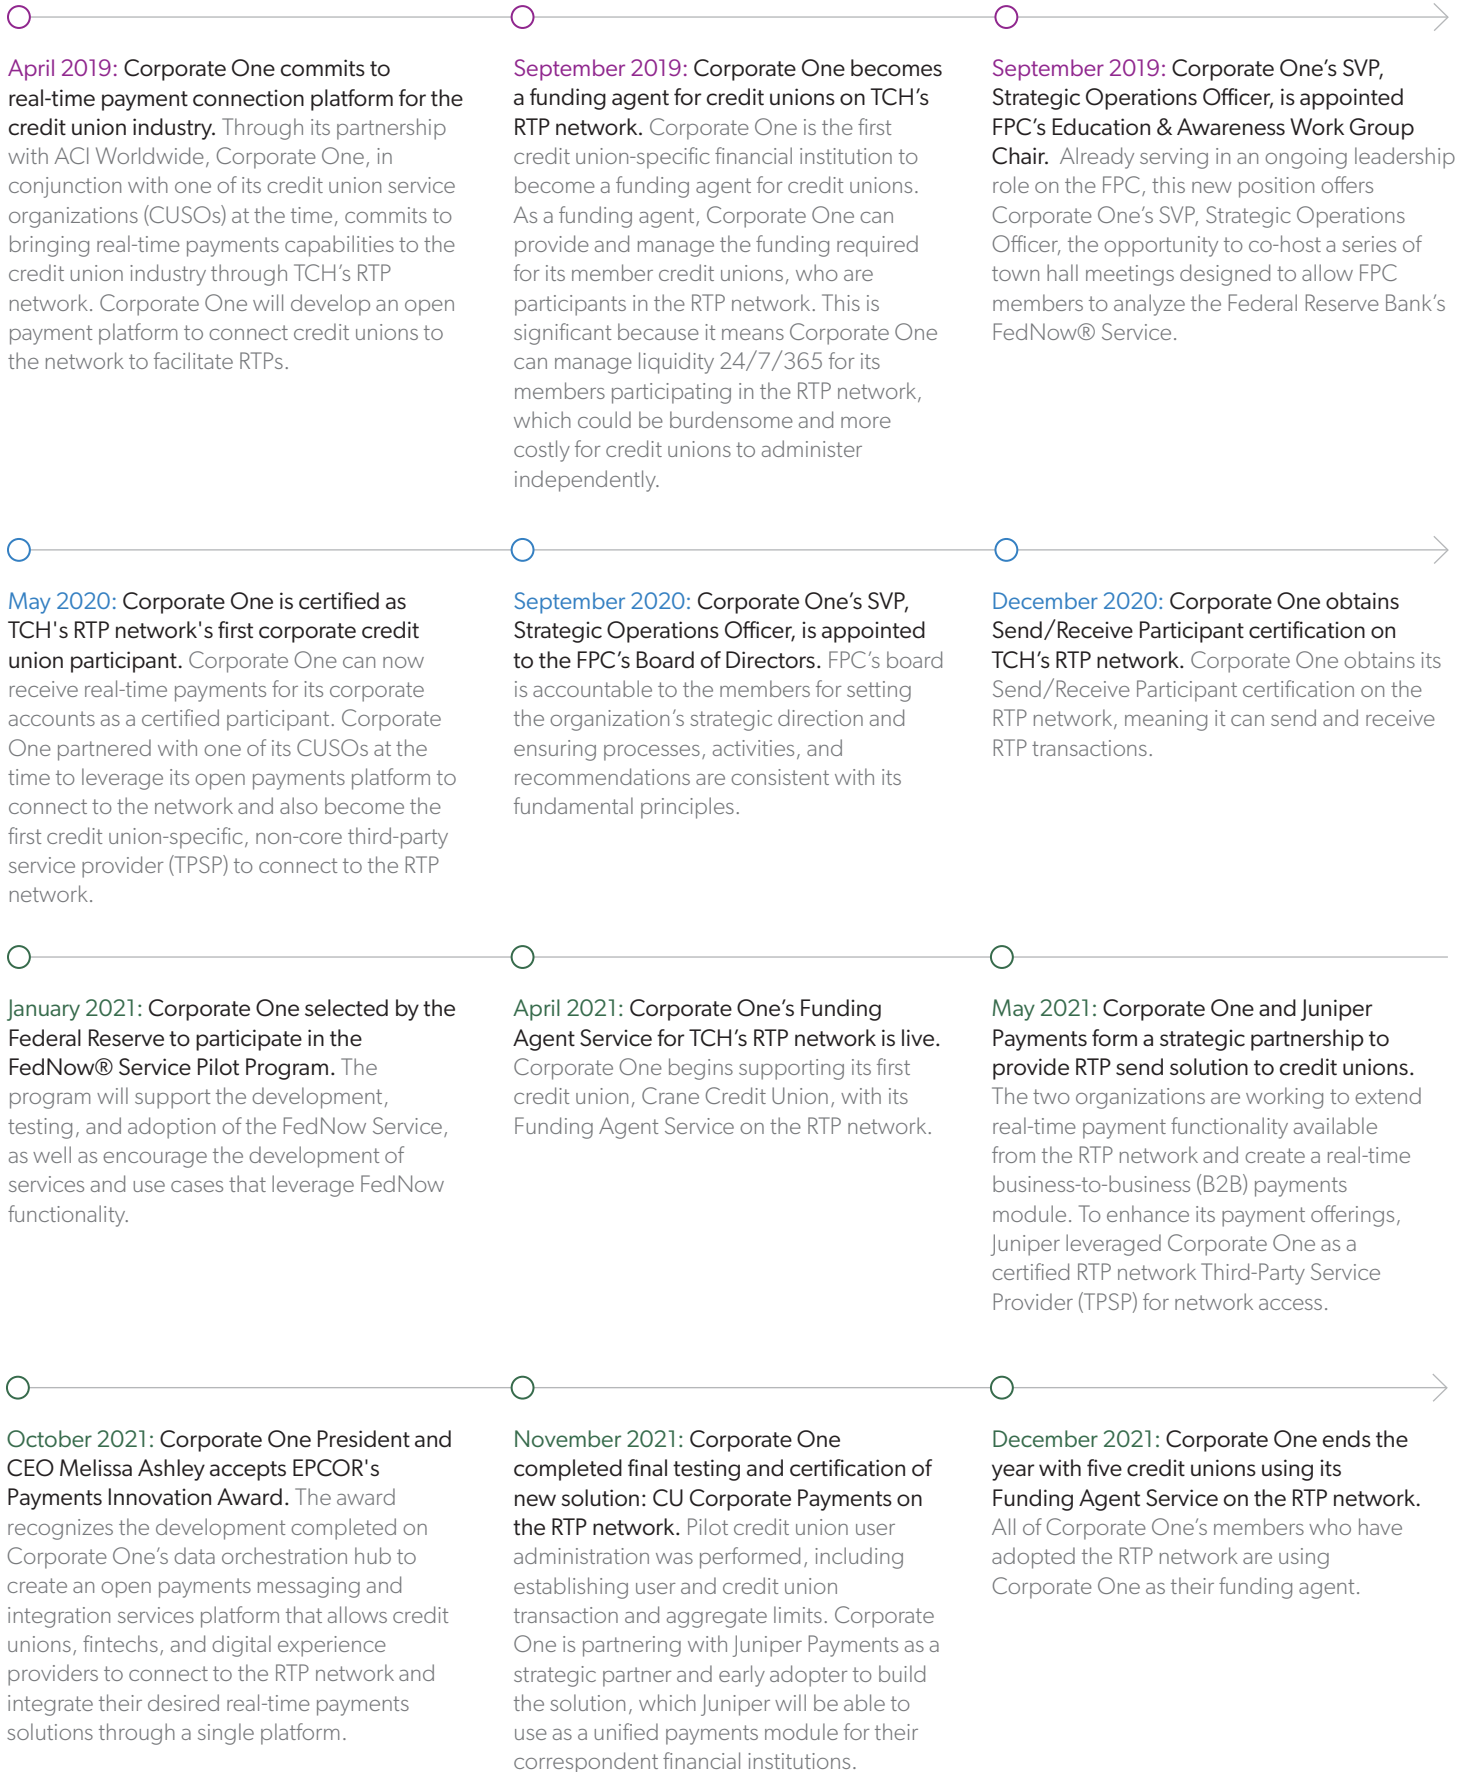 April 2019: Corporate One commits to
real-time payment connection platform for the
credit union industry. Through its partnership
with ACI Worldwide, Corporate One, in
conjunction with one of its credit union service
organizations (CUSOs) at the time, commits to
bringing real-time payments capabilities to the
credit union industry through TCH’s RTP
network. Corporate One will develop an open
payment platform to connect credit unions to
the network to facilitate RTPs.
September 2019: Corporate One becomes
a funding agent for credit unions on TCH’s
RTP network. Corporate One is the first
credit union-specific financial institution to
become a funding agent for credit unions.
As a funding agent, Corporate One can
provide and manage the funding required
for its member credit unions, who are
participants in the RTP network. This is
significant because it means Corporate One
can manage liquidity 24/7/365 for its
members participating in the RTP network,
which could be burdensome and more
costly for credit unions to administer
independently.
September 2019: Corporate One’s SVP,
Strategic Operations Officer, is appointed
FPC’s Education & Awareness Work Group
Chair. Already serving in an ongoing leadership
role on the FPC, this new position offers
Corporate One’s SVP, Strategic Operations
Officer, the opportunity to co-host a series of
town hall meetings designed to allow FPC
members to analyze the Federal Reserve Bank’s
FedNow® Service.
May 2020: Corporate One is certified as
TCH's RTP network's first corporate credit
union participant. Corporate One can now
receive real-time payments for its corporate
accounts as a certified participant. Corporate
One partnered with one of its CUSOs at the
time to leverage its open payments platform to
connect to the network and also become the
first credit union-specific, non-core third-party
service provider (TPSP) to connect to the RTP
network.
September 2020: Corporate One’s SVP,
Strategic Operations Officer, is appointed
to the FPC’s Board of Directors. FPC’s board
is accountable to the members for setting
the organization’s strategic direction and
ensuring processes, activities, and
recommendations are consistent with its
fundamental principles.
December 2020: Corporate One obtains
Send/Receive Participant certification on
TCH’s RTP network. Corporate One obtains its
Send/Receive Participant certification on the
RTP network, meaning it can send and receive
RTP transactions.
January 2021: Corporate One selected by the
Federal Reserve to participate in the
FedNow® Service Pilot Program. The
program will support the development,
testing, and adoption of the FedNow Service,
as well as encourage the development of
services and use cases that leverage FedNow
functionality.
April 2021: Corporate One’s Funding
Agent Service for TCH’s RTP network is live.
Corporate One begins supporting its first
credit union, Crane Credit Union, with its
Funding Agent Service on the RTP network.
May 2021: Corporate One and Juniper
Payments form a strategic partnership to
provide RTP send solution to credit unions.
The two organizations are working to extend
real-time payment functionality available
from the RTP network and create a real-time
business-to-business (B2B) payments
module. To enhance its payment offerings,
Juniper leveraged Corporate One as a
certified RTP network Third-Party Service
Provider (TPSP) for network access.
October 2021: Corporate One President and
CEO Melissa Ashley accepts EPCOR's
Payments Innovation Award. The award
recognizes the development completed on
Corporate One’s data orchestration hub to
create an open payments messaging and
integration services platform that allows credit
unions, fintechs, and digital experience
providers to connect to the RTP network and
integrate their desired real-time payments
solutions through a single platform.
November 2021: Corporate One
completed final testing and certification of
new solution: CU Corporate Payments on
the RTP network. Pilot credit union user
administration was performed, including
establishing user and credit union
transaction and aggregate limits. Corporate
One is partnering with Juniper Payments as a
strategic partner and early adopter to build
the solution, which Juniper will be able to
use as a unified payments module for their
correspondent financial institutions.
December 2021: Corporate One ends the
year with five credit unions using its
Funding Agent Service on the RTP network.
All of Corporate One’s members who have
adopted the RTP network are using
Corporate One as their funding agent.